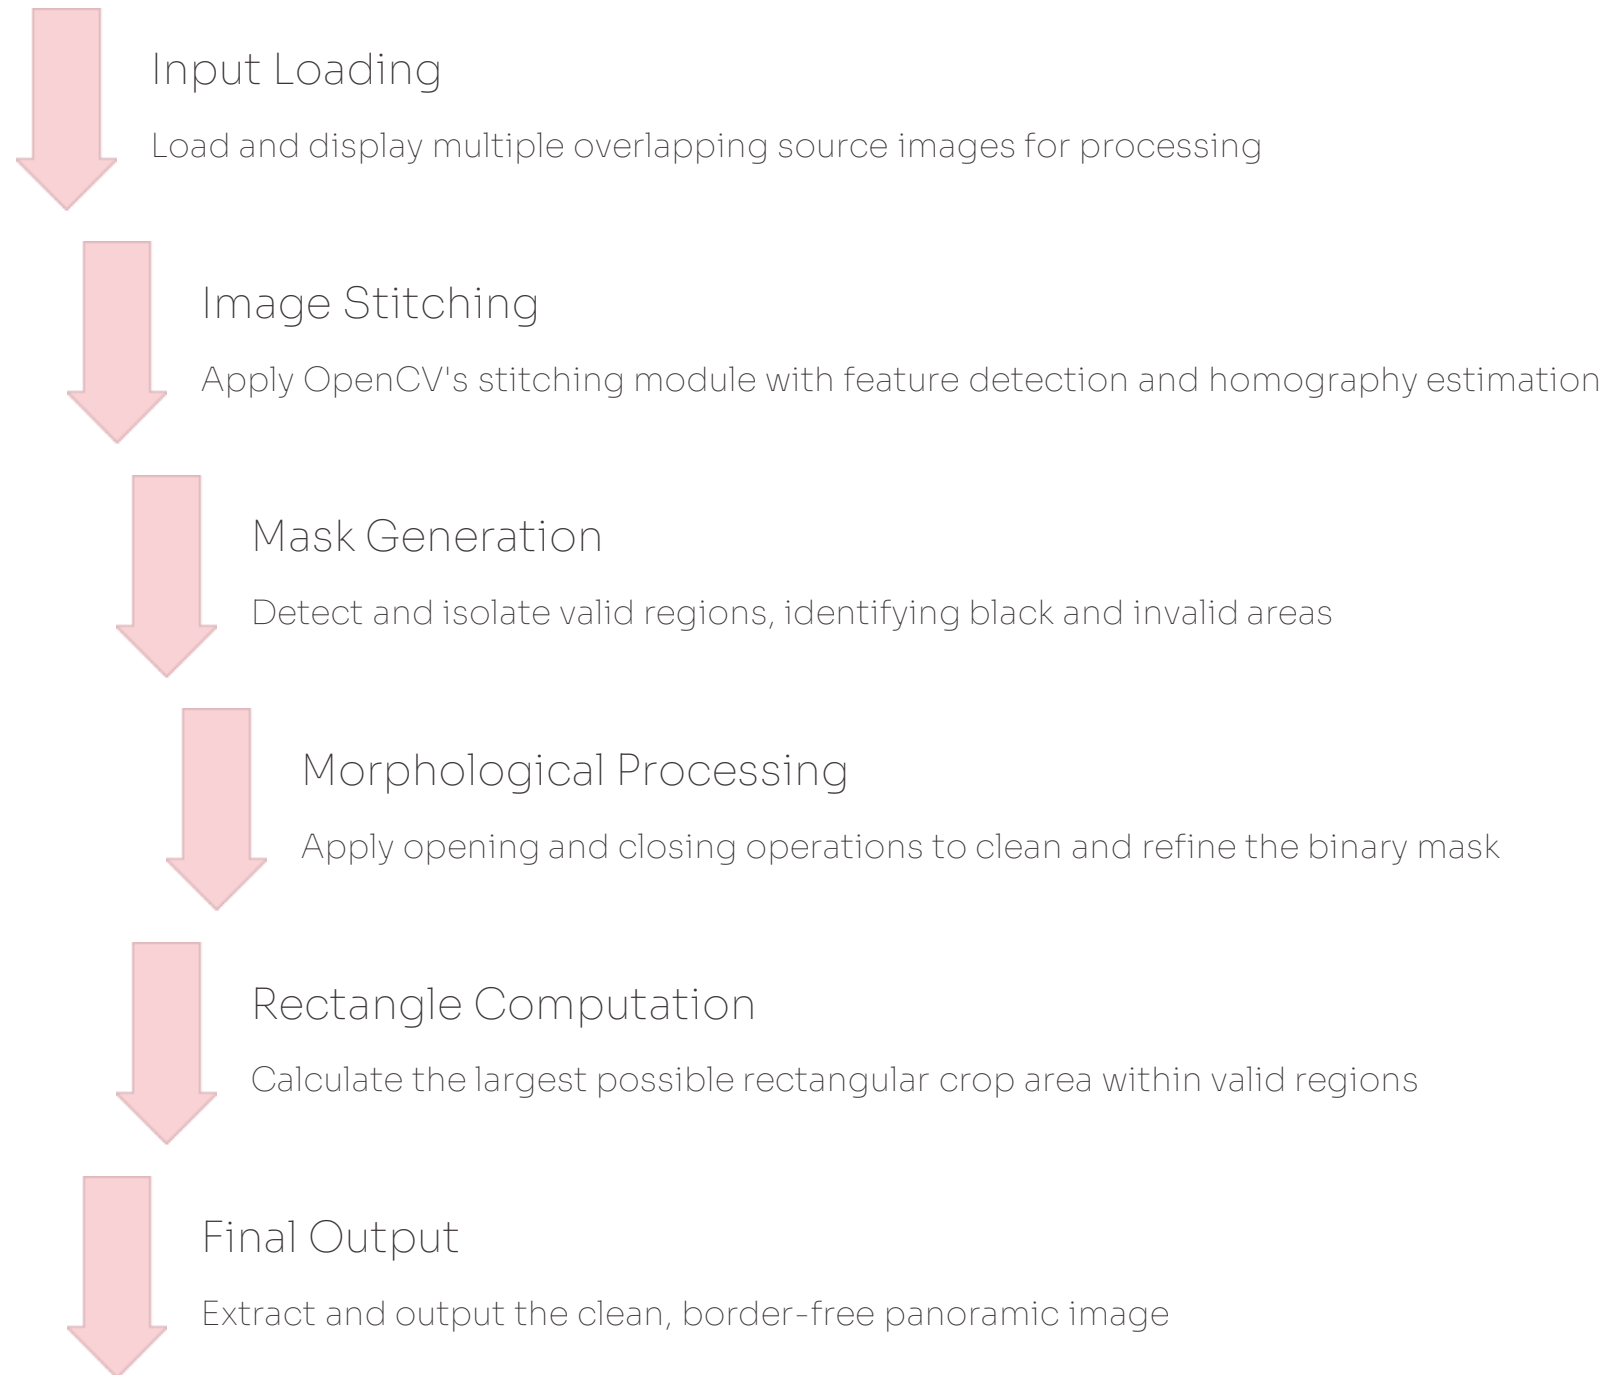 Input Loading
Load and display multiple overlapping source images for processing
Image Stitching
Apply OpenCV's stitching module with feature detection and homography estimation
Mask Generation
Detect and isolate valid regions, identifying black and invalid areas
Morphological Processing
Apply opening and closing operations to clean and refine the binary mask
Rectangle Computation
Calculate the largest possible rectangular crop area within valid regions
Final Output
Extract and output the clean, border-free panoramic image